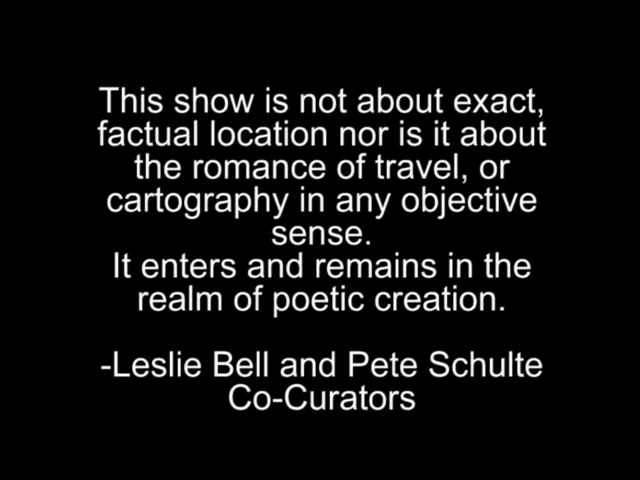 This show is not about exact,
factual location nor is it about
the romance of travel, or
cartography in any objective
sense.
It enters and remains in the
realm of poetic creation.
-Leslie Bell and Pete Schulte
Co-Curators